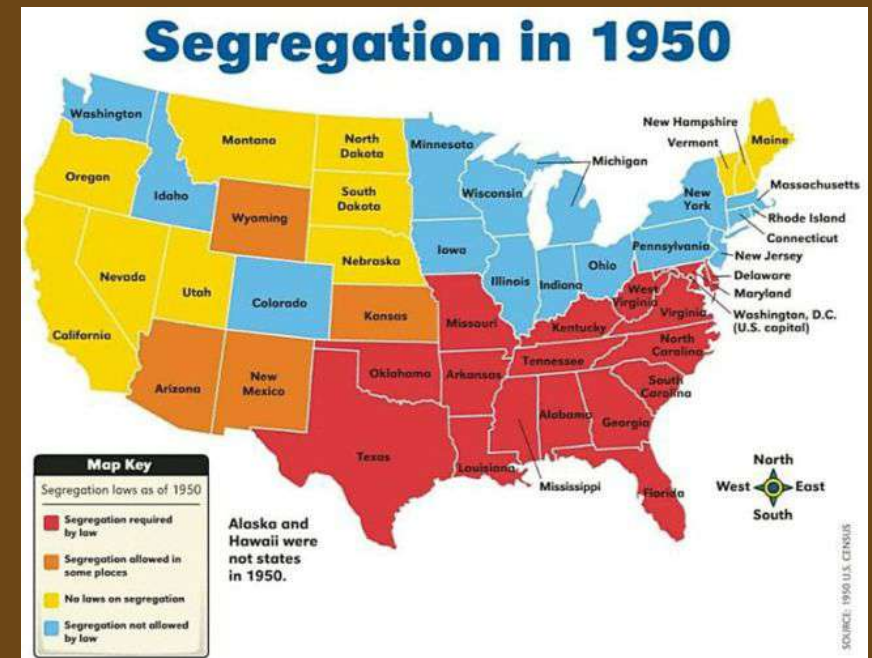 Segregation in 1950
Washington
Montana
North
Dakota
Minnesota
New Hampshire
Vermont
Maine
Michigan
Oregon
Idaho
South
Dakota
Wisconsin
New
York
Massachusetts
Wyoming
Rhode Island
Connecticut
Iowa
Pennsylvania
New Jersey
Nebraska
Nevada
Utah
Illinois
Indiana
Ohio
Delaware
Colorado
West
Virginia
Maryland
Virginia
Washington, D.C.
(U.S. capital)
California
Kansas
Missouri
Kentucky
North
Carolina
Tennessee
Arizona
New
Mexico
Oklahoma
Arkansas
South
Carolina
Alabama
Georgia
Texas
Louisiana
Mississippi
Florida
North
West
East
South
Map Key
Segregation laws as of 1950
Segregation required
by law
Segregation allowed in
some places
No laws on segregation
Segregation not allowed
by law
Alaska and
Hawaii were
not states
in 1950.
SOURCE: 1950 U.S. CENSUS